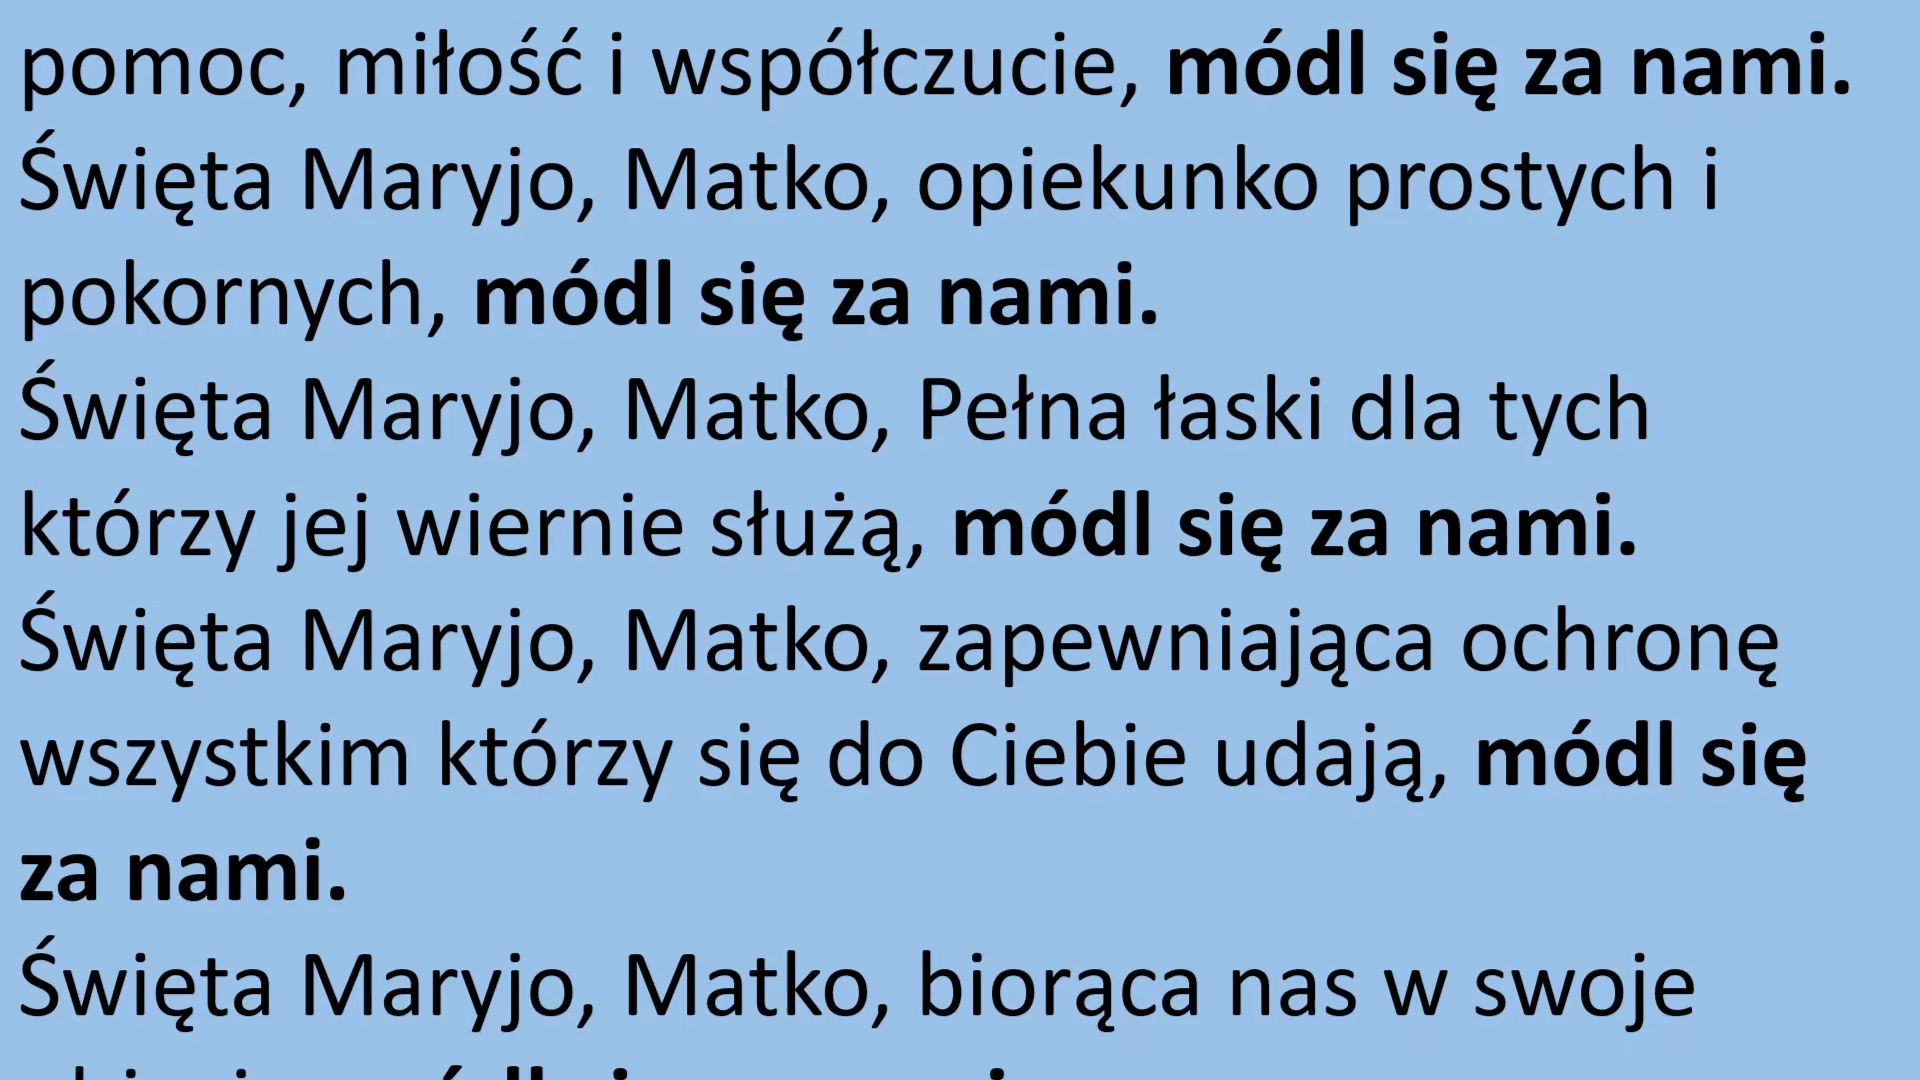 pomoc, miłość i współczucie, módl się za nami.
Święta Maryjo, Matko, opiekunko prostych i
pokornych, módl się za nami.
Święta Maryjo, Matko, Pełna łaski dla tych
którzy jej wiernie służą, módl się za nami.
Święta Maryjo, Matko, zapewniająca ochronę
wszystkim którzy się do Ciebie udają, módl się
za nami.
Święta Maryjo, Matko, biorąca nas w swoje